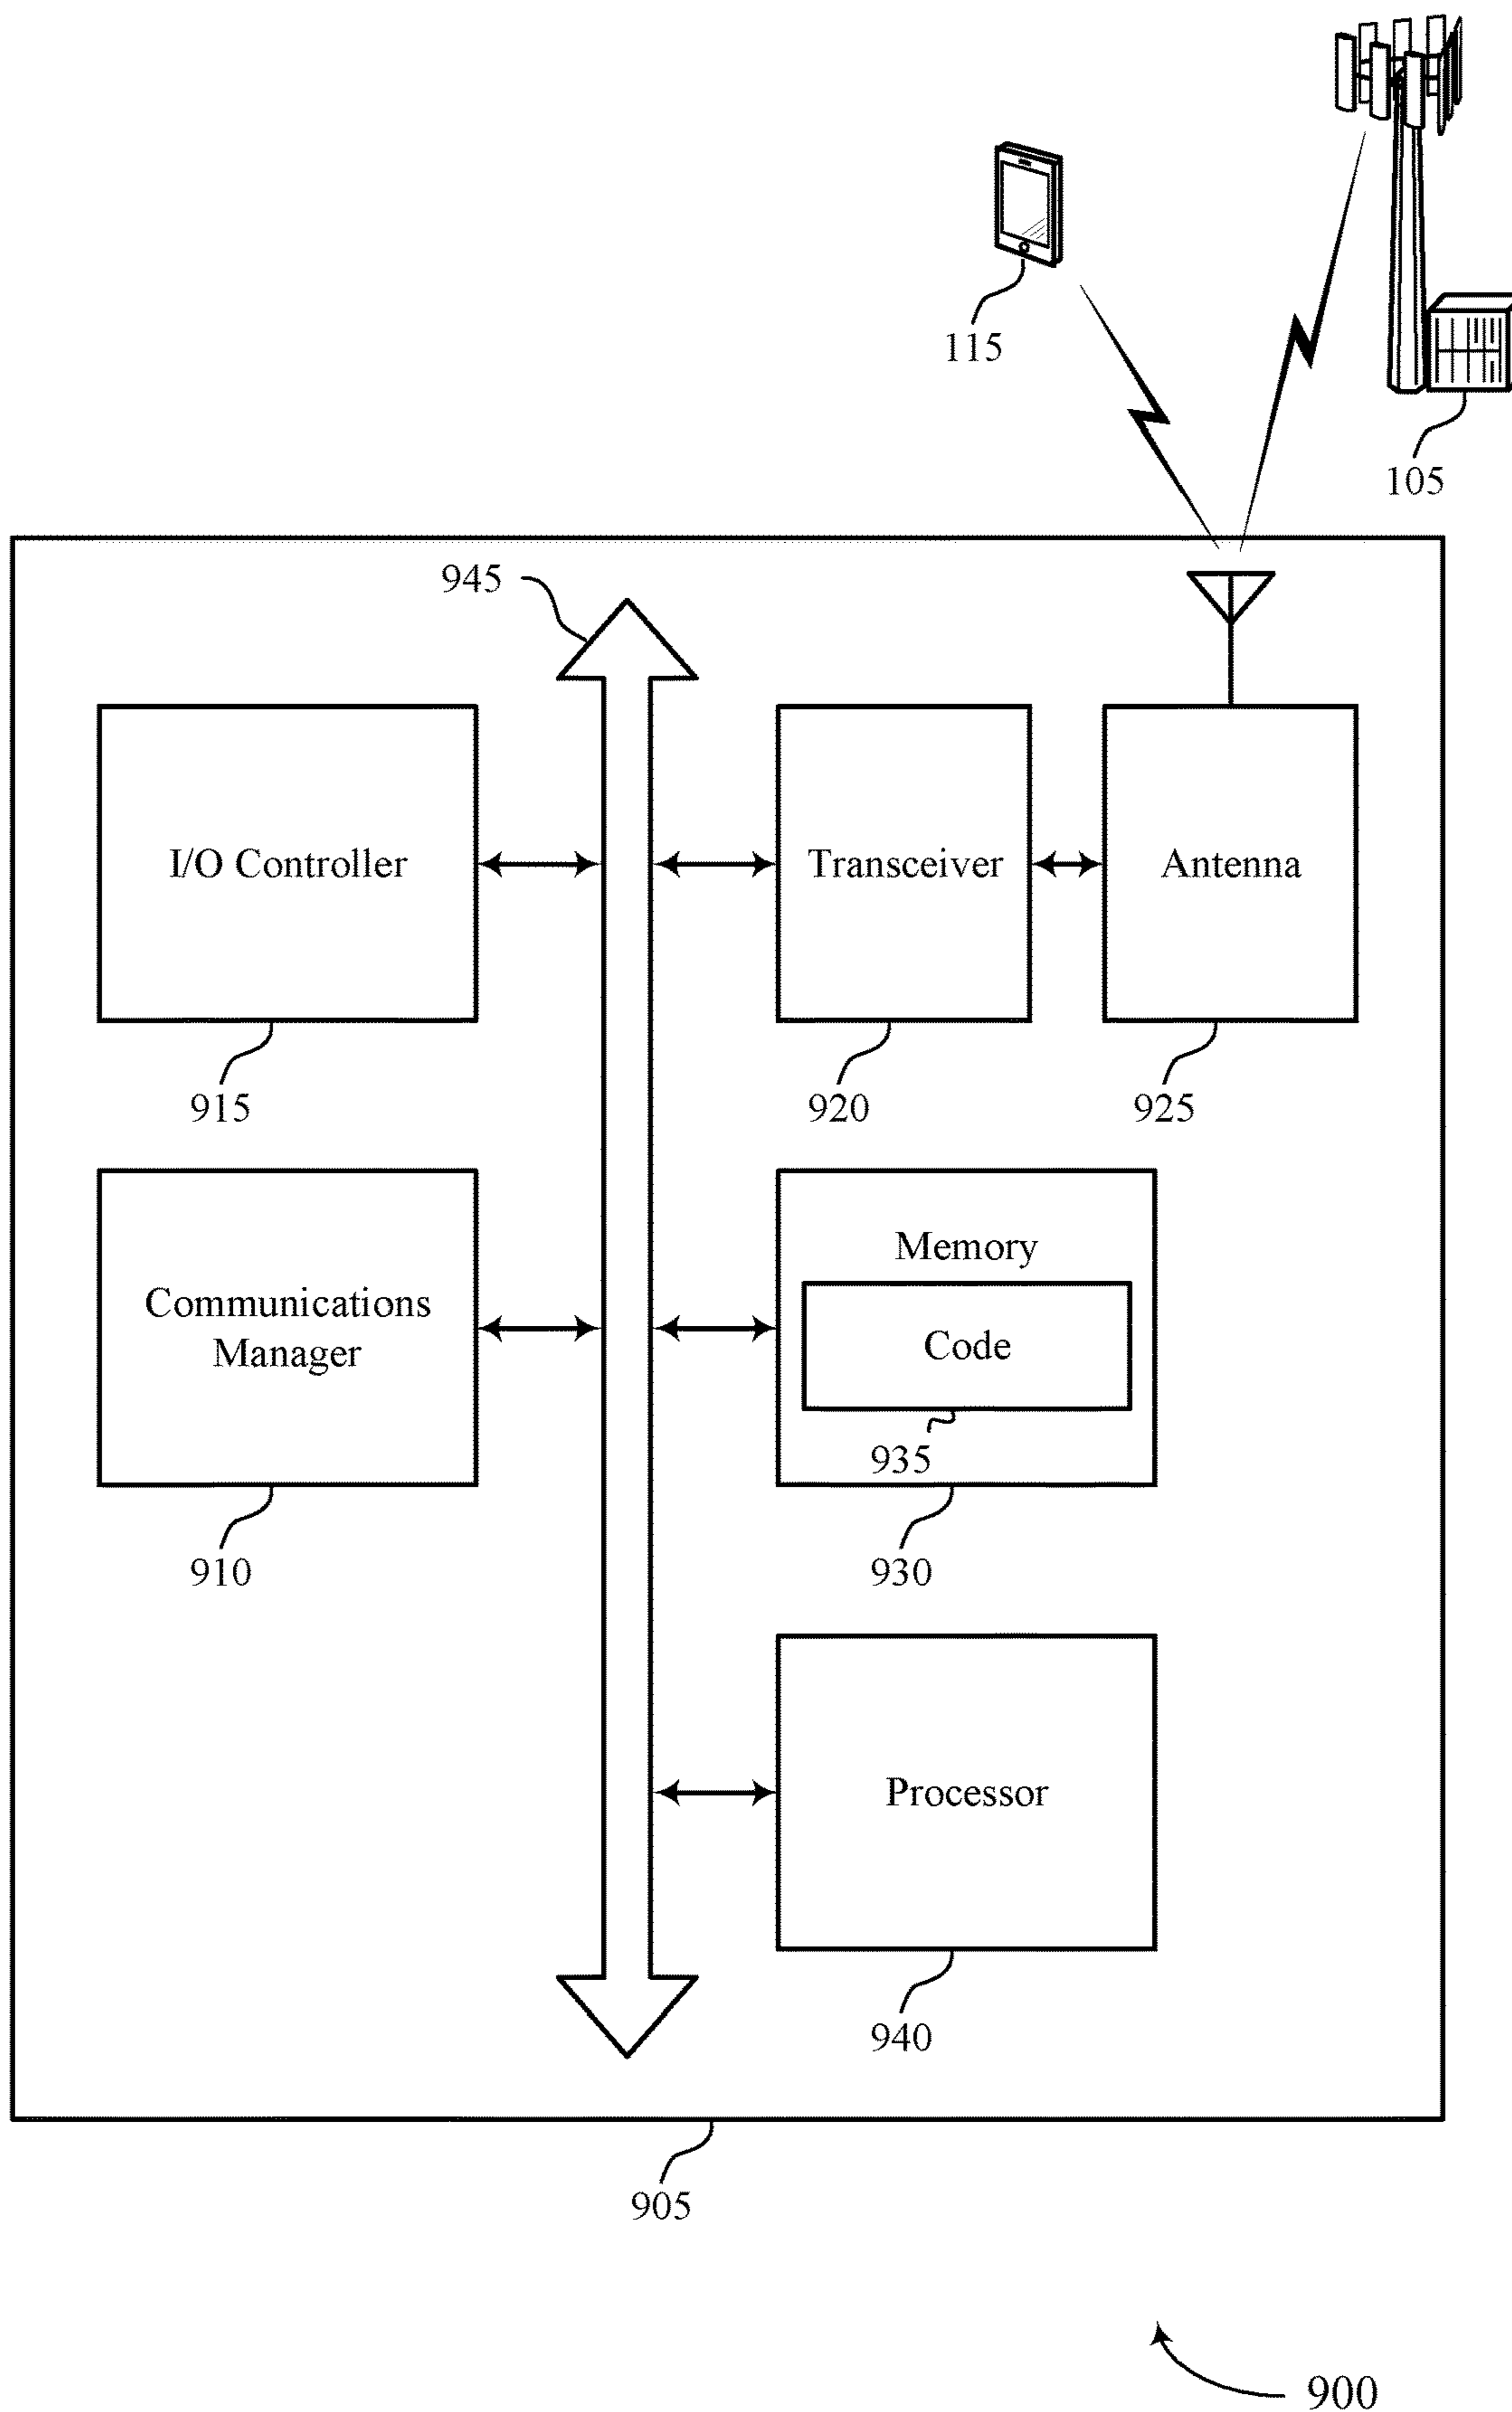 115
105
945
I/O Controller
Transceiver
Antenna
915
920
925
Communications
Manager
Memory
Code
935
910
930
Processor
940
905
900